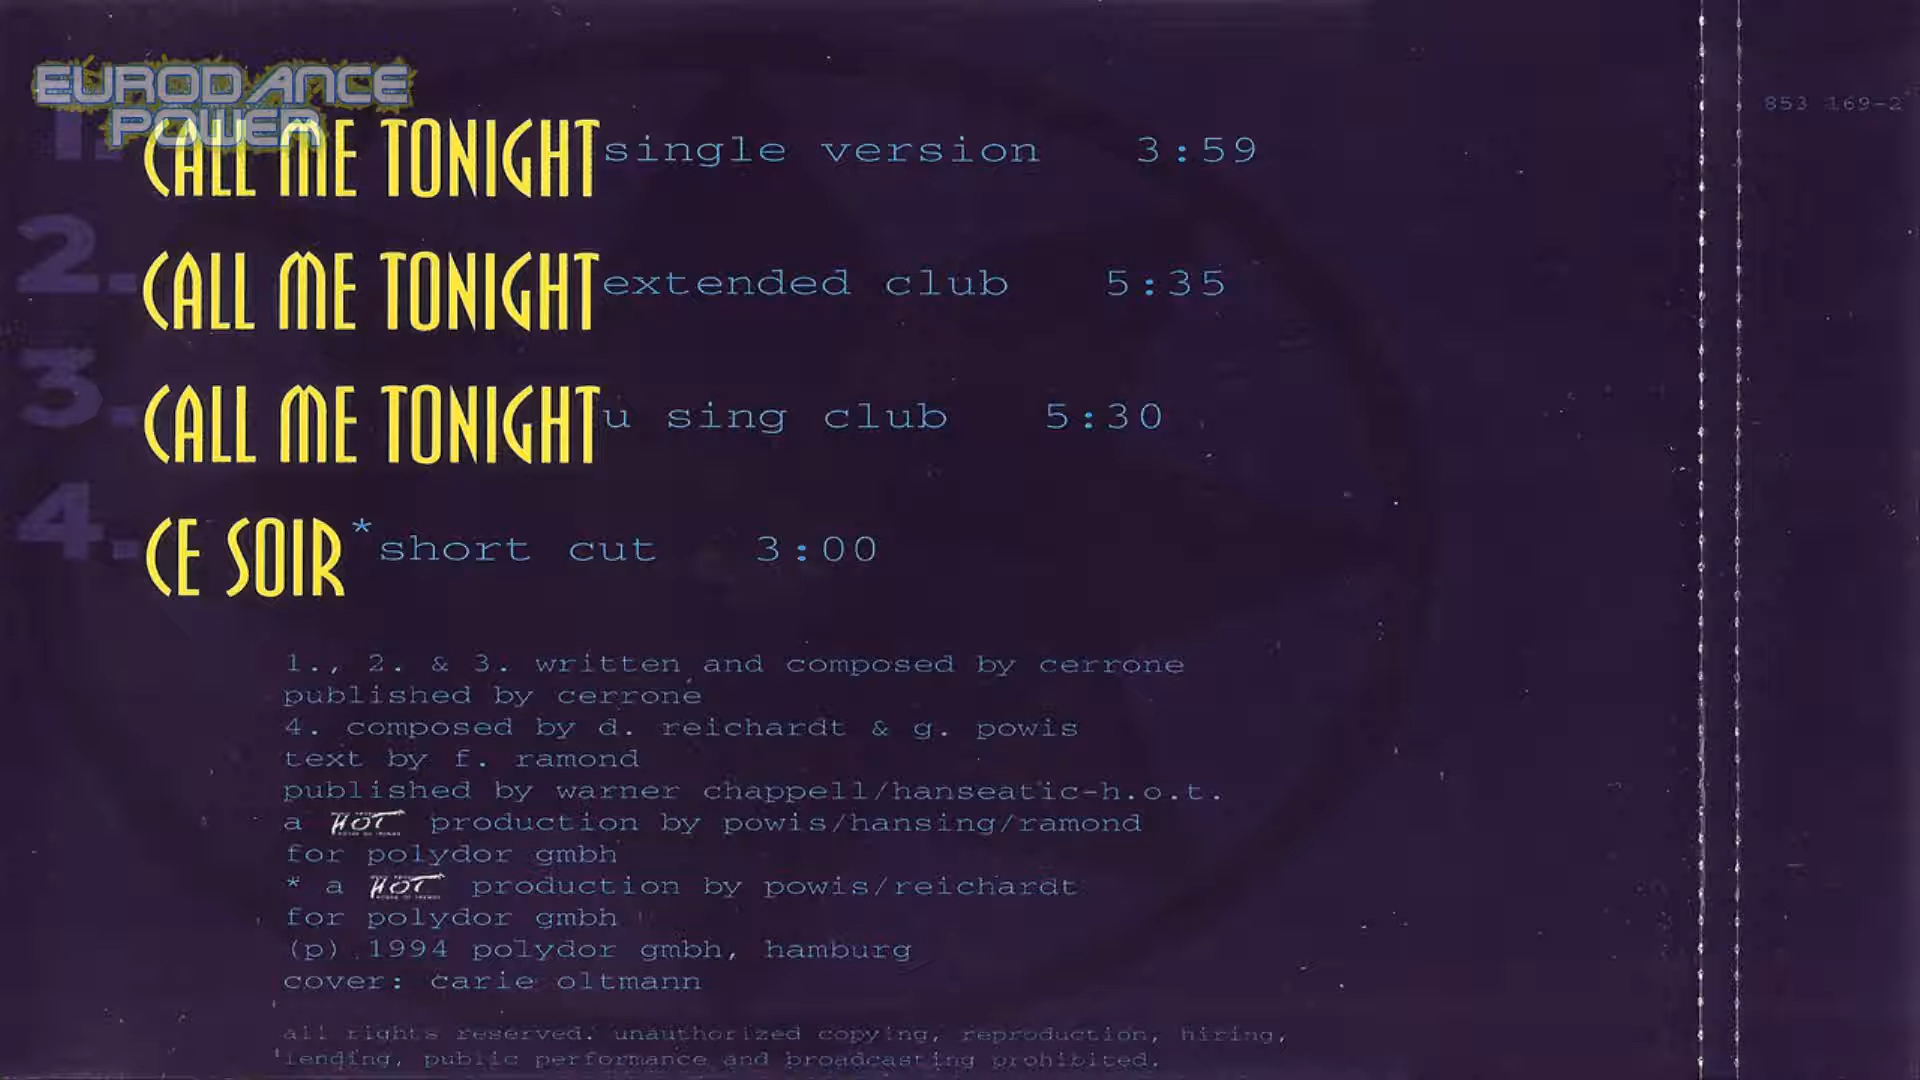 EURODANCE
POWER
853 169-2
1. CALL ME TONIGHT single version 3:59
2. CALL ME TONIGHT extended club 5:35
3. CALL ME TONIGHT u sing club 5:30
4. CE SOIR *short cut 3:00
1., 2. & 3. written and composed by cerrone
published by cerrone
4. composed by d. reichardt & g. powis
text by f. ramond
published by warner chappell/hanseatic-h.o.t.
a HOT production by powis/hansing/ramond
for polydor gmbh
* a HOT production by powis/reichardt
for polydor gmbh
(p) 1994 polydor gmbh, hamburg
cover: carie oltmann
all rights reserved. unauthorized copying, reproduction, hiring,
lending, public performance and broadcasting prohibited.